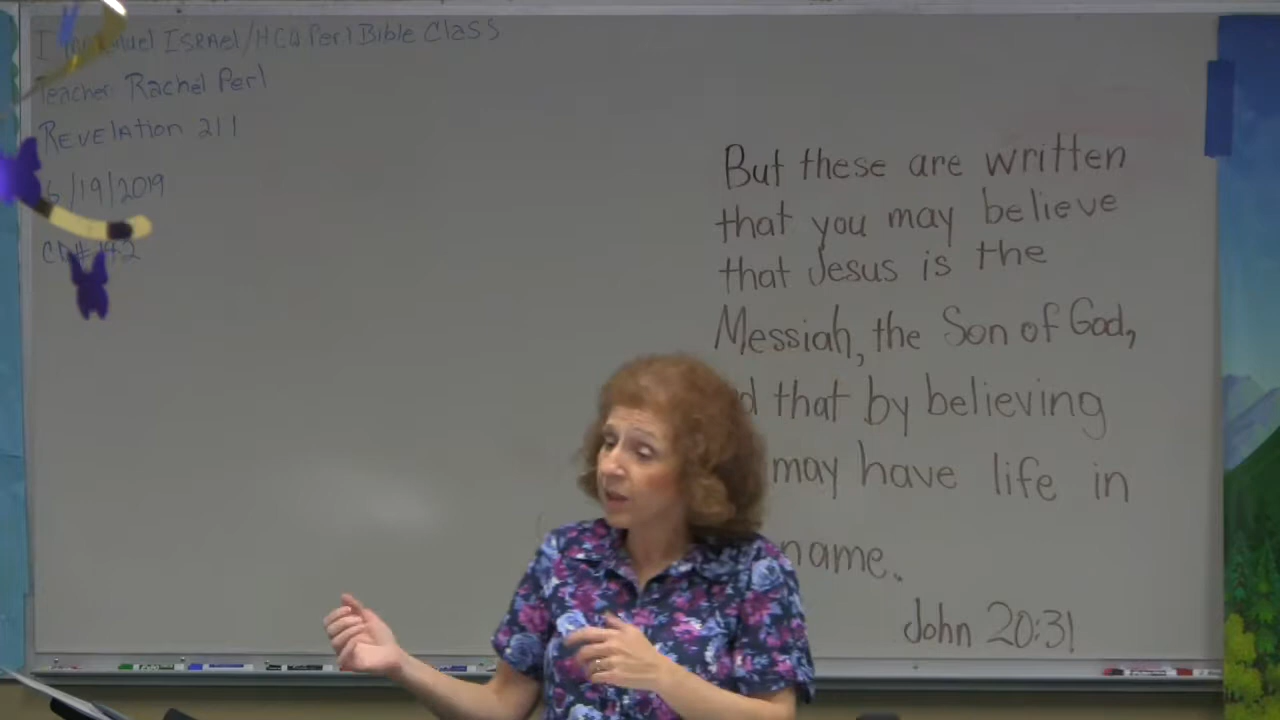 Israel/HCQ Perl Bible Class
Teacher Rachel Perl
Revelation 211
6/19/2019
But these are written
that you may believe
that Jesus is the
Messiah, the Son of God,
that by believing
may have life in
name.
John 20:31